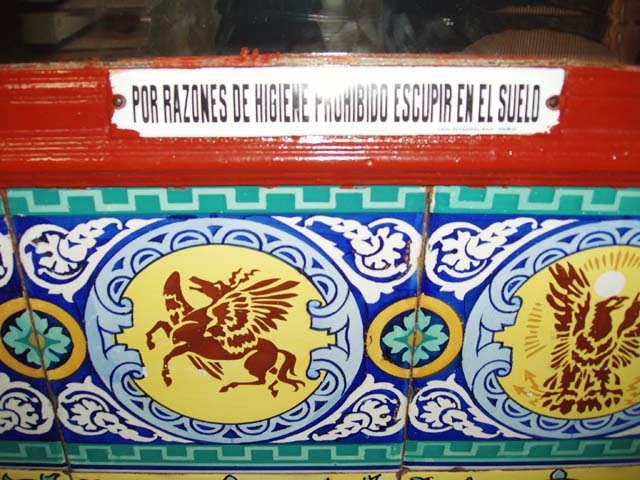 POR RAZONES DE HIGIENE PROHIBIDO ESCUPIR EN EL SUELO